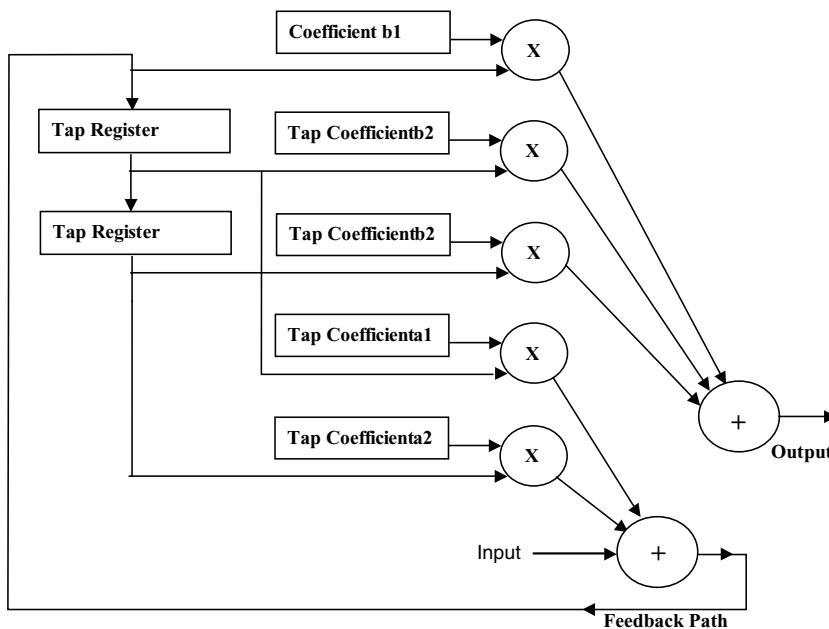 Coefficient b1
X
Tap Register
Tap Coefficientb2
X
Tap Register
Tap Coefficientb2
X
Tap Coefficienta1
X
Tap Coefficienta2
X
+
Output
Input
+
Feedback Path